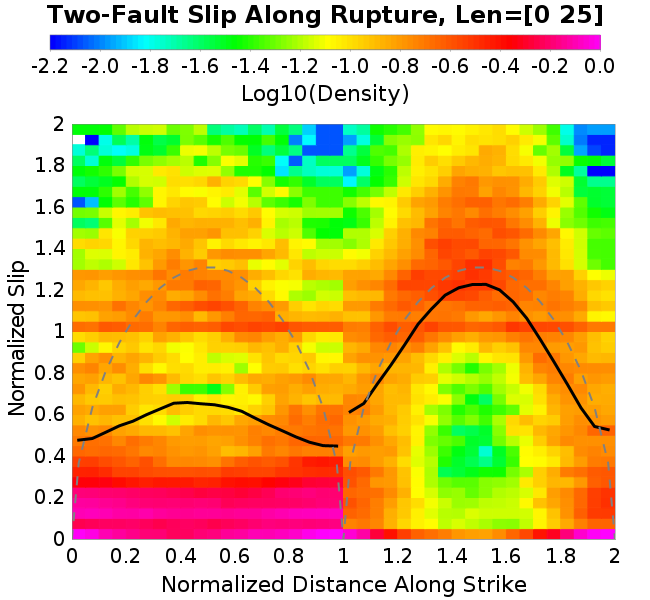 Two-Fault Slip Along Rupture, Len=[0 25]
-2.2 -2.0 -1.8 -1.6 -1.4 -1.2 -1.0 -0.8 -0.6 -0.4 -0.2 0.0
Log10(Density)
Normalized Slip
2
1.8
1.6
1.4
1.2
1
0.8
0.6
0.4
0.2
0
0 0.2 0.4 0.6 0.8 1 1.2 1.4 1.6 1.8 2
Normalized Distance Along Strike